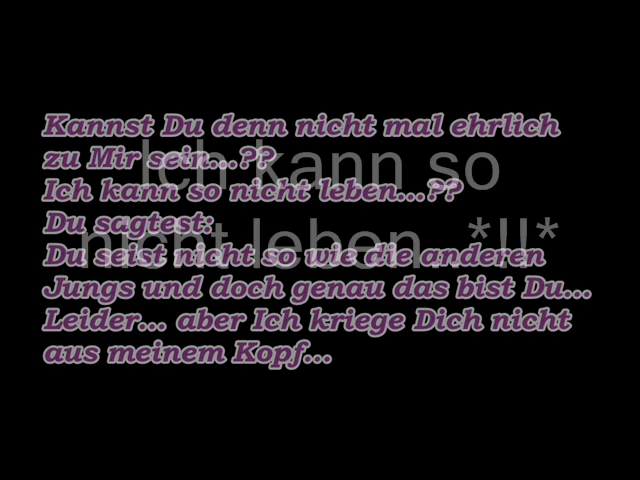 Kannst Du denn nicht mal ehrlich
zu Mir sein...??
Ich kann so nicht leben...??
Du sagtest:
Du seist nicht so wie die anderen
Jungs und doch genau das bist Du...
Leider... aber Ich kriege Dich nicht
aus meinem Kopf...
Ich kann so
nicht leben...*!!*